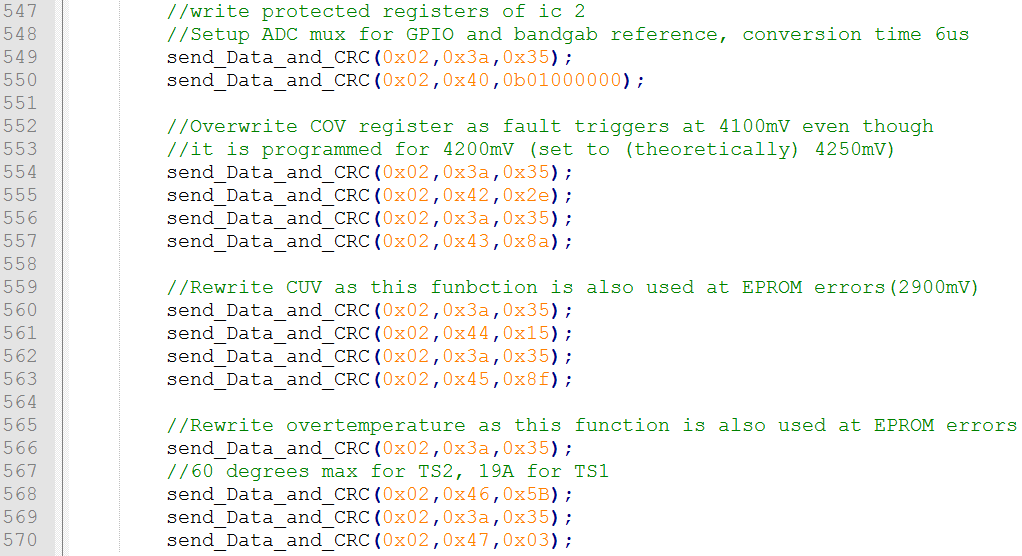 547 //write protected registers of ic 2
548 //Setup ADC mux for GPIO and bandgab reference, conversion time 6us
549 send_Data_and_CRC(0x02,0x3a,0x35);
550 send_Data_and_CRC(0x02,0x40,0b01000000);
551
552 //Overwrite COV register as fault triggers at 4100mV even though
553 //it is programmed for 4200mV (set to (theoretically) 4250mV)
554 send_Data_and_CRC(0x02,0x3a,0x35);
555 send_Data_and_CRC(0x02,0x42,0x2e);
556 send_Data_and_CRC(0x02,0x3a,0x35);
557 send_Data_and_CRC(0x02,0x43,0x8a);
558
559 //Rewrite CUV as this funbction is also used at EPROM errors(2900mV)
560 send_Data_and_CRC(0x02,0x3a,0x35);
561 send_Data_and_CRC(0x02,0x44,0x15);
562 send_Data_and_CRC(0x02,0x3a,0x35);
563 send_Data_and_CRC(0x02,0x45,0x8f);
564
565 //Rewrite overtemperature as this function is also used at EPROM errors
566 send_Data_and_CRC(0x02,0x3a,0x35);
567 //60 degrees max for TS2, 19A for TS1
568 send_Data_and_CRC(0x02,0x46,0x5B);
569 send_Data_and_CRC(0x02,0x3a,0x35);
570 send_Data_and_CRC(0x02,0x47,0x03);